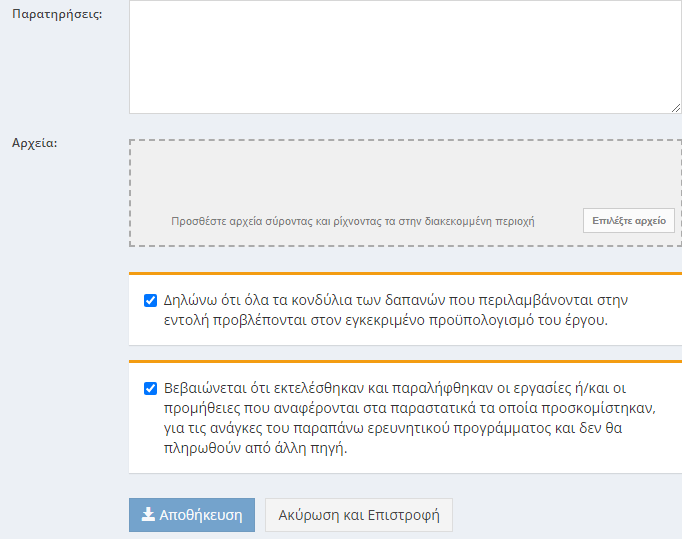 Παρατηρήσεις:
Αρχεία:
Προσθέστε αρχεία σύροντας και ρίχνοντας τα στην διακεκομμένη περιοχή
Επιλέξτε αρχείο
Δηλώνω ότι όλα τα κονδύλια των δαπανών που περιλαμβάνονται στην
εντολή προβλέπονται στον εγκεκριμένο προϋπολογισμό του έργου.
Βεβαιώνεται ότι εκτελέσθηκαν και παραλήφθηκαν οι εργασίες ή/και οι
προμήθειες που αναφέρονται στα παραστατικά τα οποία προσκομίστηκαν,
για τις ανάγκες του παραπάνω ερευνητικού προγράμματος και δεν θα
πληρωθούν από άλλη πηγή.
Αποθήκευση
Ακύρωση και Επιστροφή